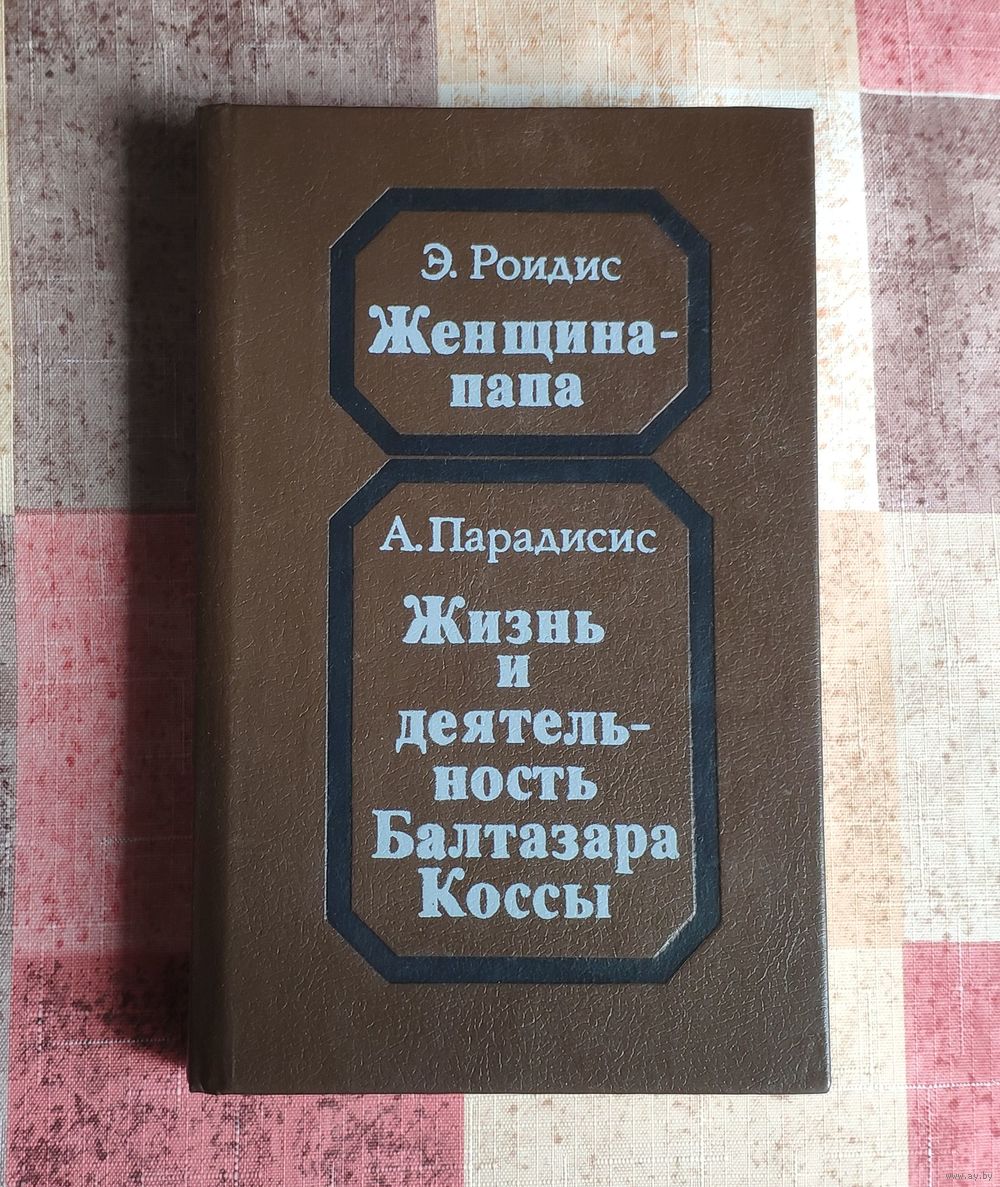 Э. Роидис
Женщина-
папа
А. Парадисис
Жизнь
и
деятель-
ность
Балтазара
Коссы
www.ay.by